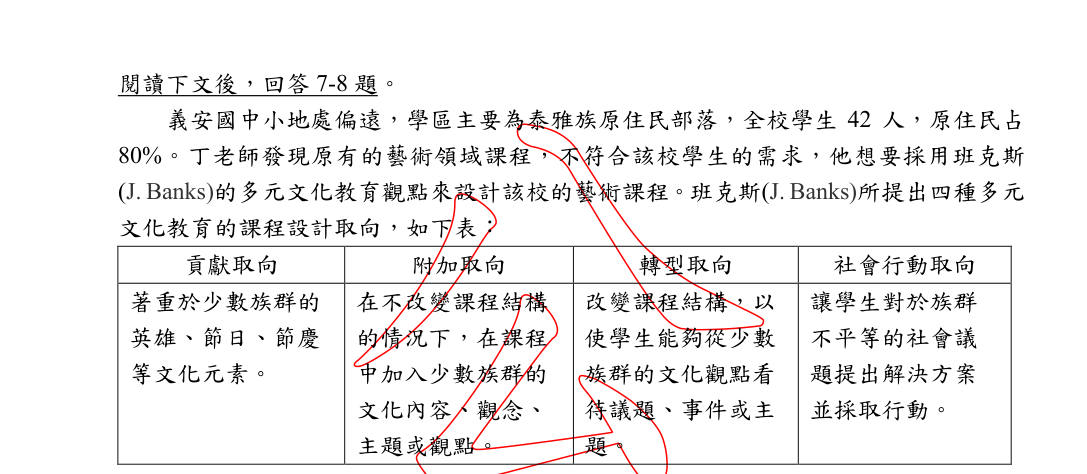 閱讀下文後，回答 7-8 題。
義安國中小地處偏遠，學區主要為泰雅族原住民部落，全校學生 42 人，原住民占
80%。丁老師發現原有的藝術領域課程，不符合該校學生的需求，他想要採用班克斯
(J. Banks)的多元文化教育觀點來設計該校的藝術課程。班克斯(J. Banks)所提出四種多元
文化教育的課程設計取向，如下表：
貢獻取向
附加取向
轉型取向
社會行動取向
著重於少數族群的
英雄、節日、節慶
等文化元素。
在不改變課程結構
的情況下，在課程
中加入少數族群的
文化內容、觀念、
主題或觀點。
改變課程結構，以
使學生能夠從少數
族群的文化觀點看
待議題、事件或主
題。
讓學生對於族群
不平等的社會議
題提出解決方案
並採取行動。